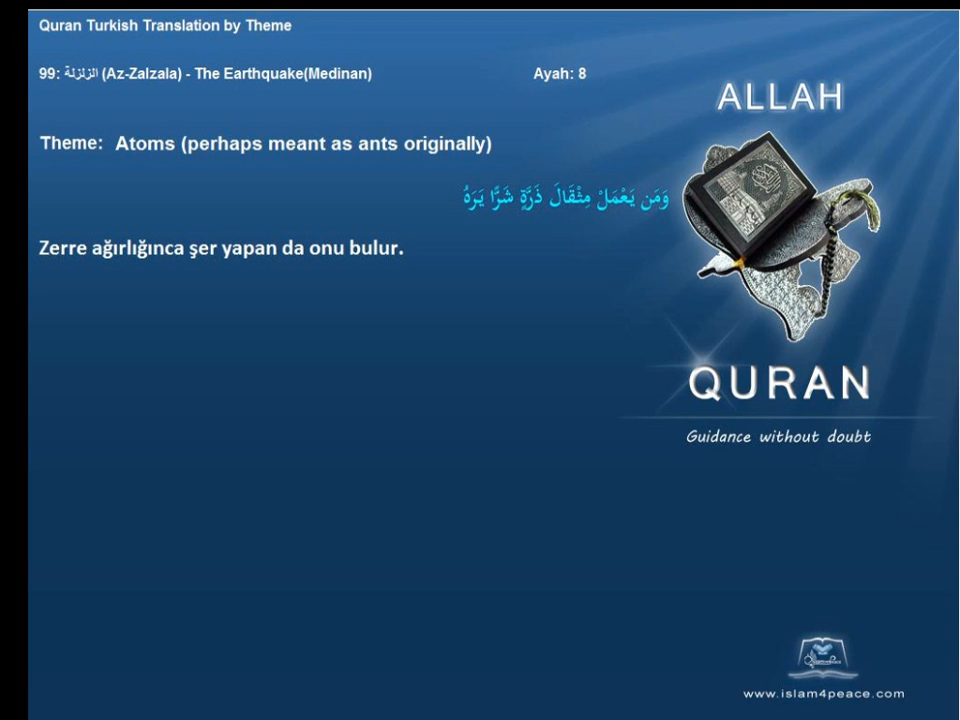 Quran Turkish Translation by Theme
99: الزلزلة (Az-Zalzala) - The Earthquake(Medinan) Ayah: 8
ALLAH
Theme: Atoms (perhaps meant as ants originally)
وَمَن يَعْمَلْ مِثْقَالَ ذَرَّةٍ شَرًّا يَرَهُ
Zerre ağırlığınca şer yapan da onu bulur.
QURAN
Guidance without doubt
www.islam4peace.com